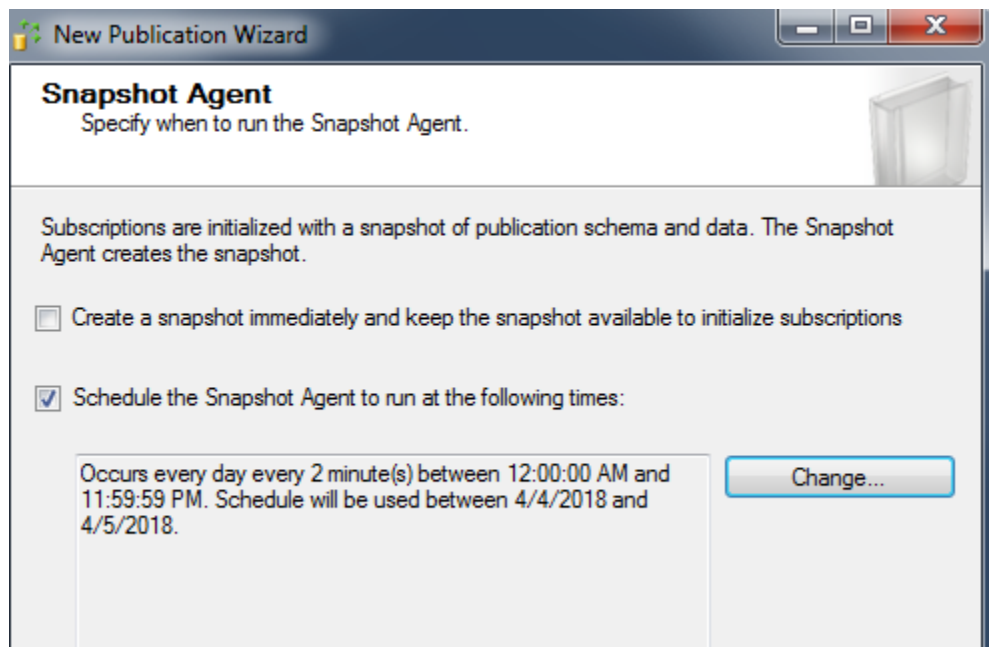 New Publication Wizard
Snapshot Agent
Specify when to run the Snapshot Agent.
Subscriptions are initialized with a snapshot of publication schema and data. The Snapshot
Agent creates the snapshot.
Create a snapshot immediately and keep the snapshot available to initialize subscriptions
Schedule the Snapshot Agent to run at the following times:
Occurs every day every 2 minute(s) between 12:00:00 AM and
11:59:59 PM. Schedule will be used between 4/4/2018 and
4/5/2018.
Change...